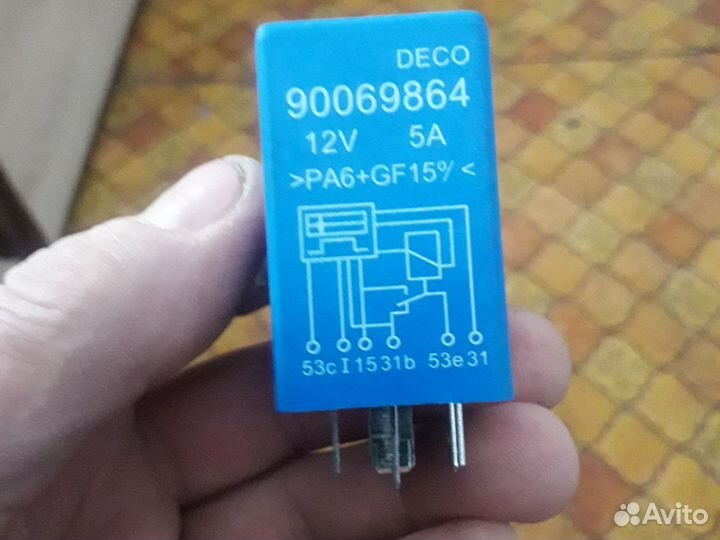 DECO
90069864
12V 5A
>PA6+GF15%<
53c I 15 31b 53e 31
Avito